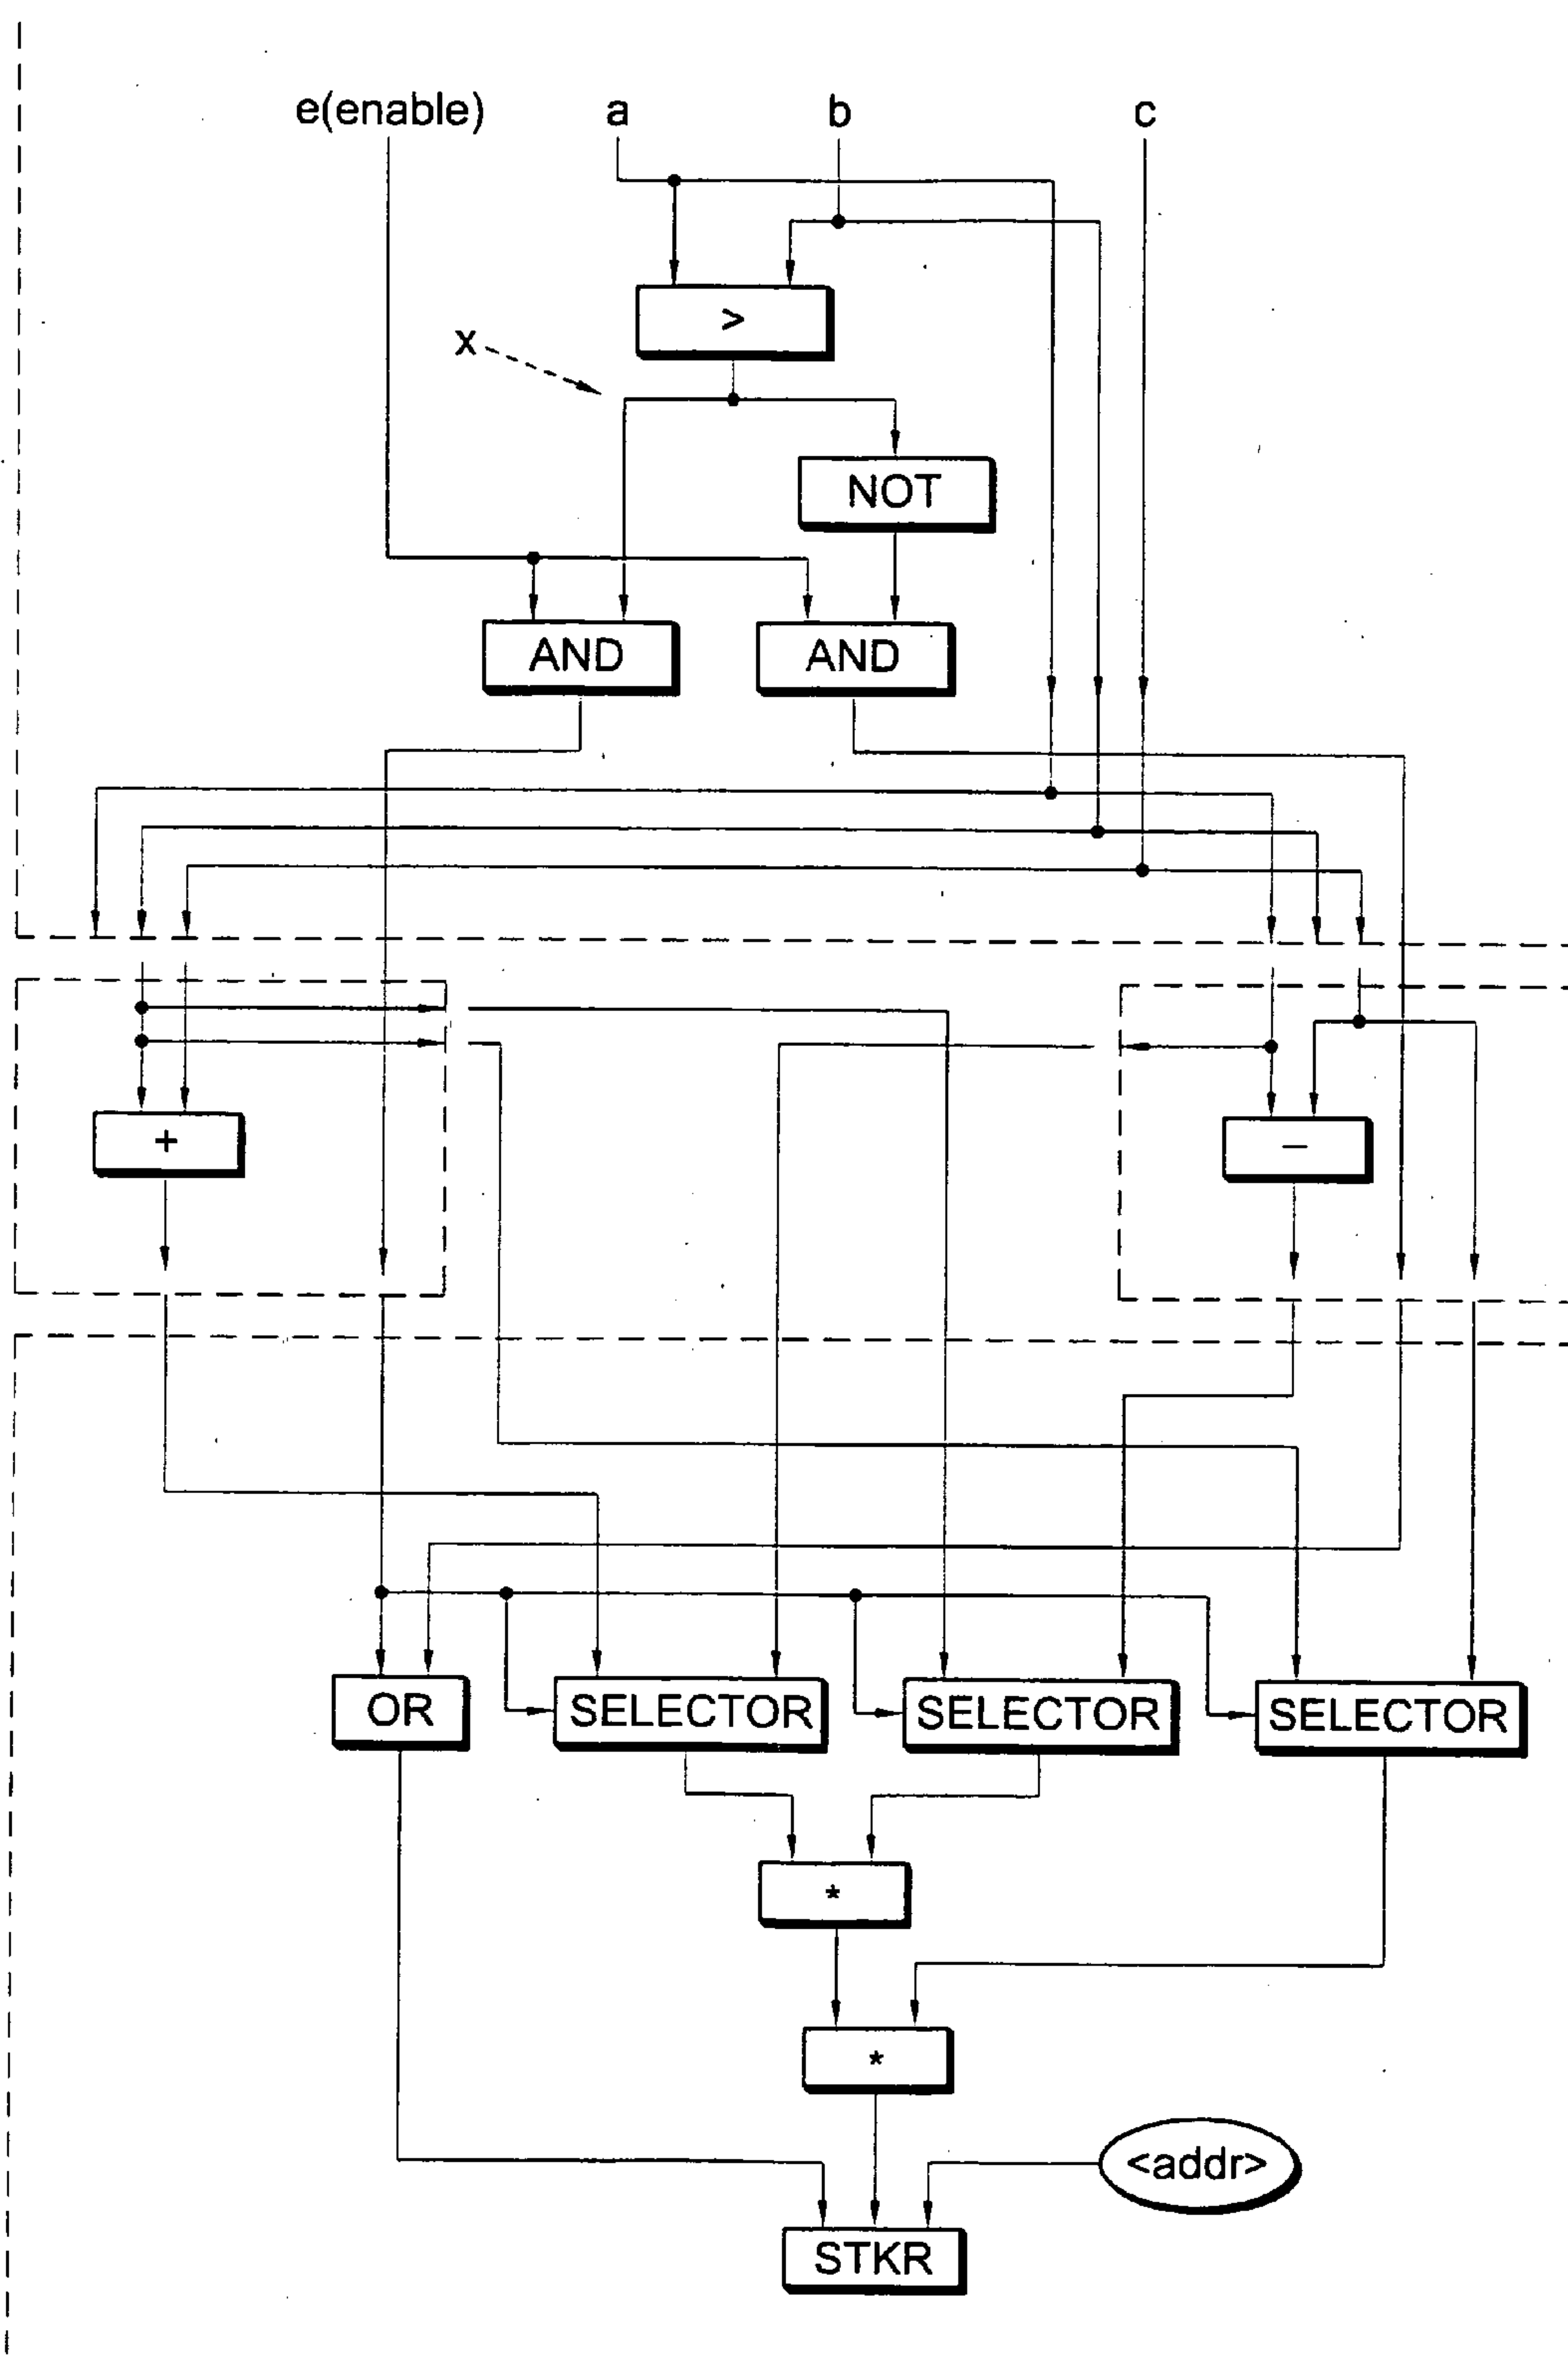 e(enable) a b c
>
x
NOT
AND AND
+ −
OR SELECTOR SELECTOR SELECTOR
*
*
<addr>
STKR